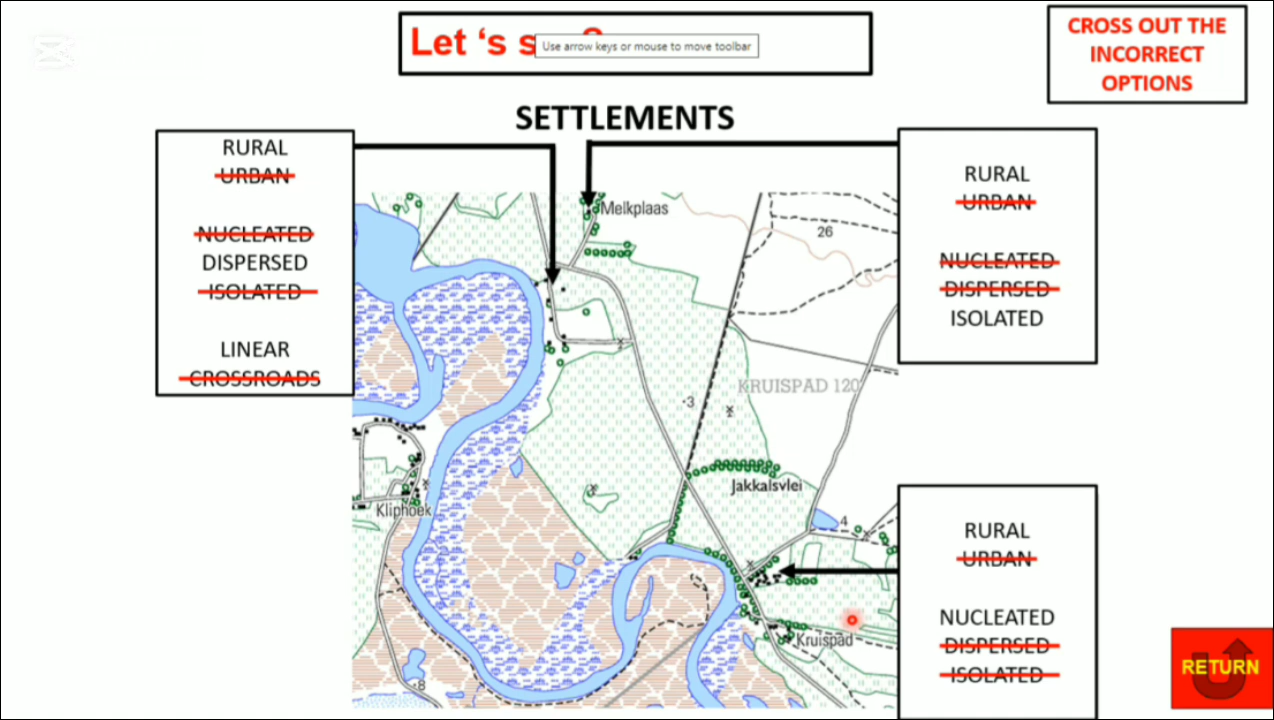 Let 's s
Use arrow keys or mouse to move toolbar
CROSS OUT THE
INCORRECT
OPTIONS
SETTLEMENTS
RURAL
URBAN
NUCLEATED
DISPERSED
ISOLATED
LINEAR
CROSSROADS
RURAL
URBAN
NUCLEATED
DISPERSED
ISOLATED
Melkplaas
26
KRUISPAD 120
3
Jakkalsvlei
Kliphoek
4
Kruispad
8
RURAL
URBAN
NUCLEATED
DISPERSED
ISOLATED
RETURN